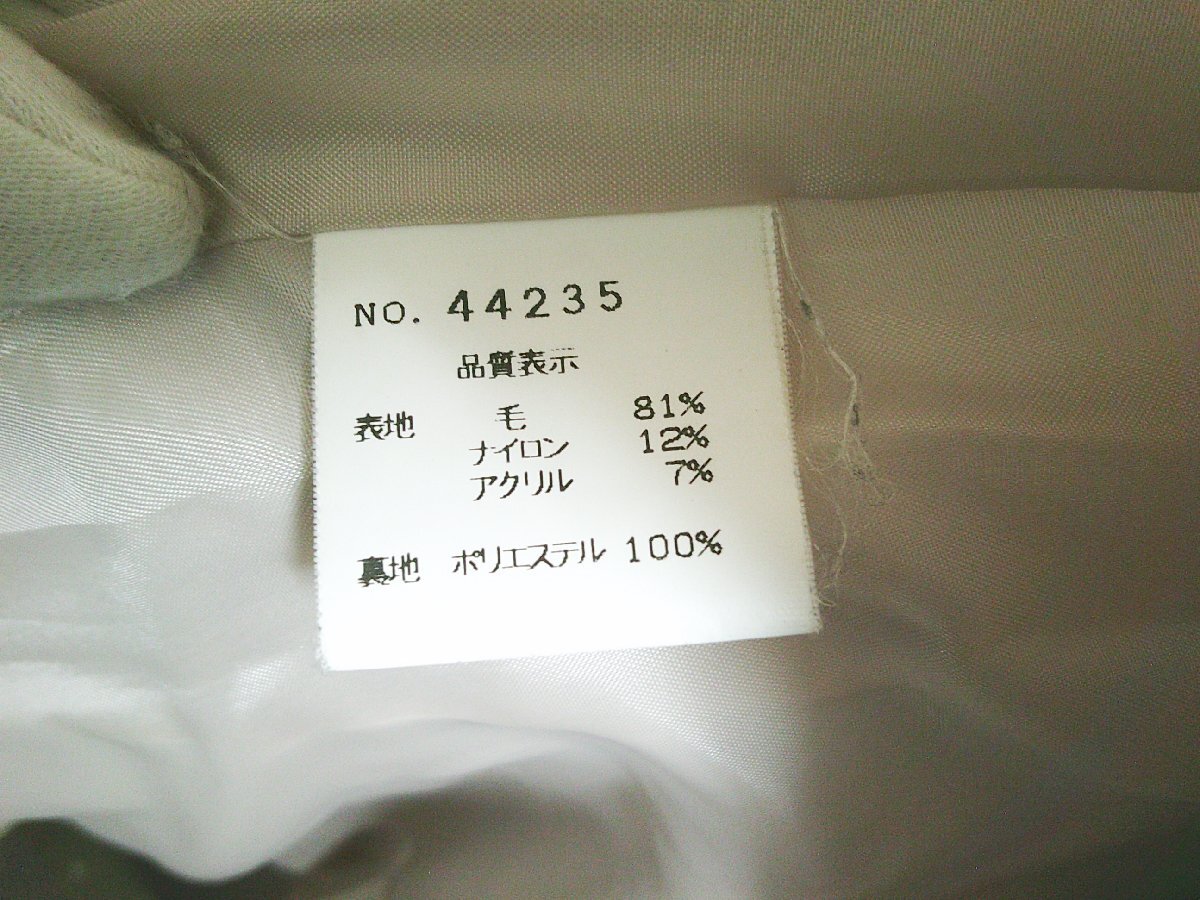 NO. 44235
品質表示
表地 毛 81%
ナイロン 12%
アクリル 7%
裏地 ポリエステル 100%